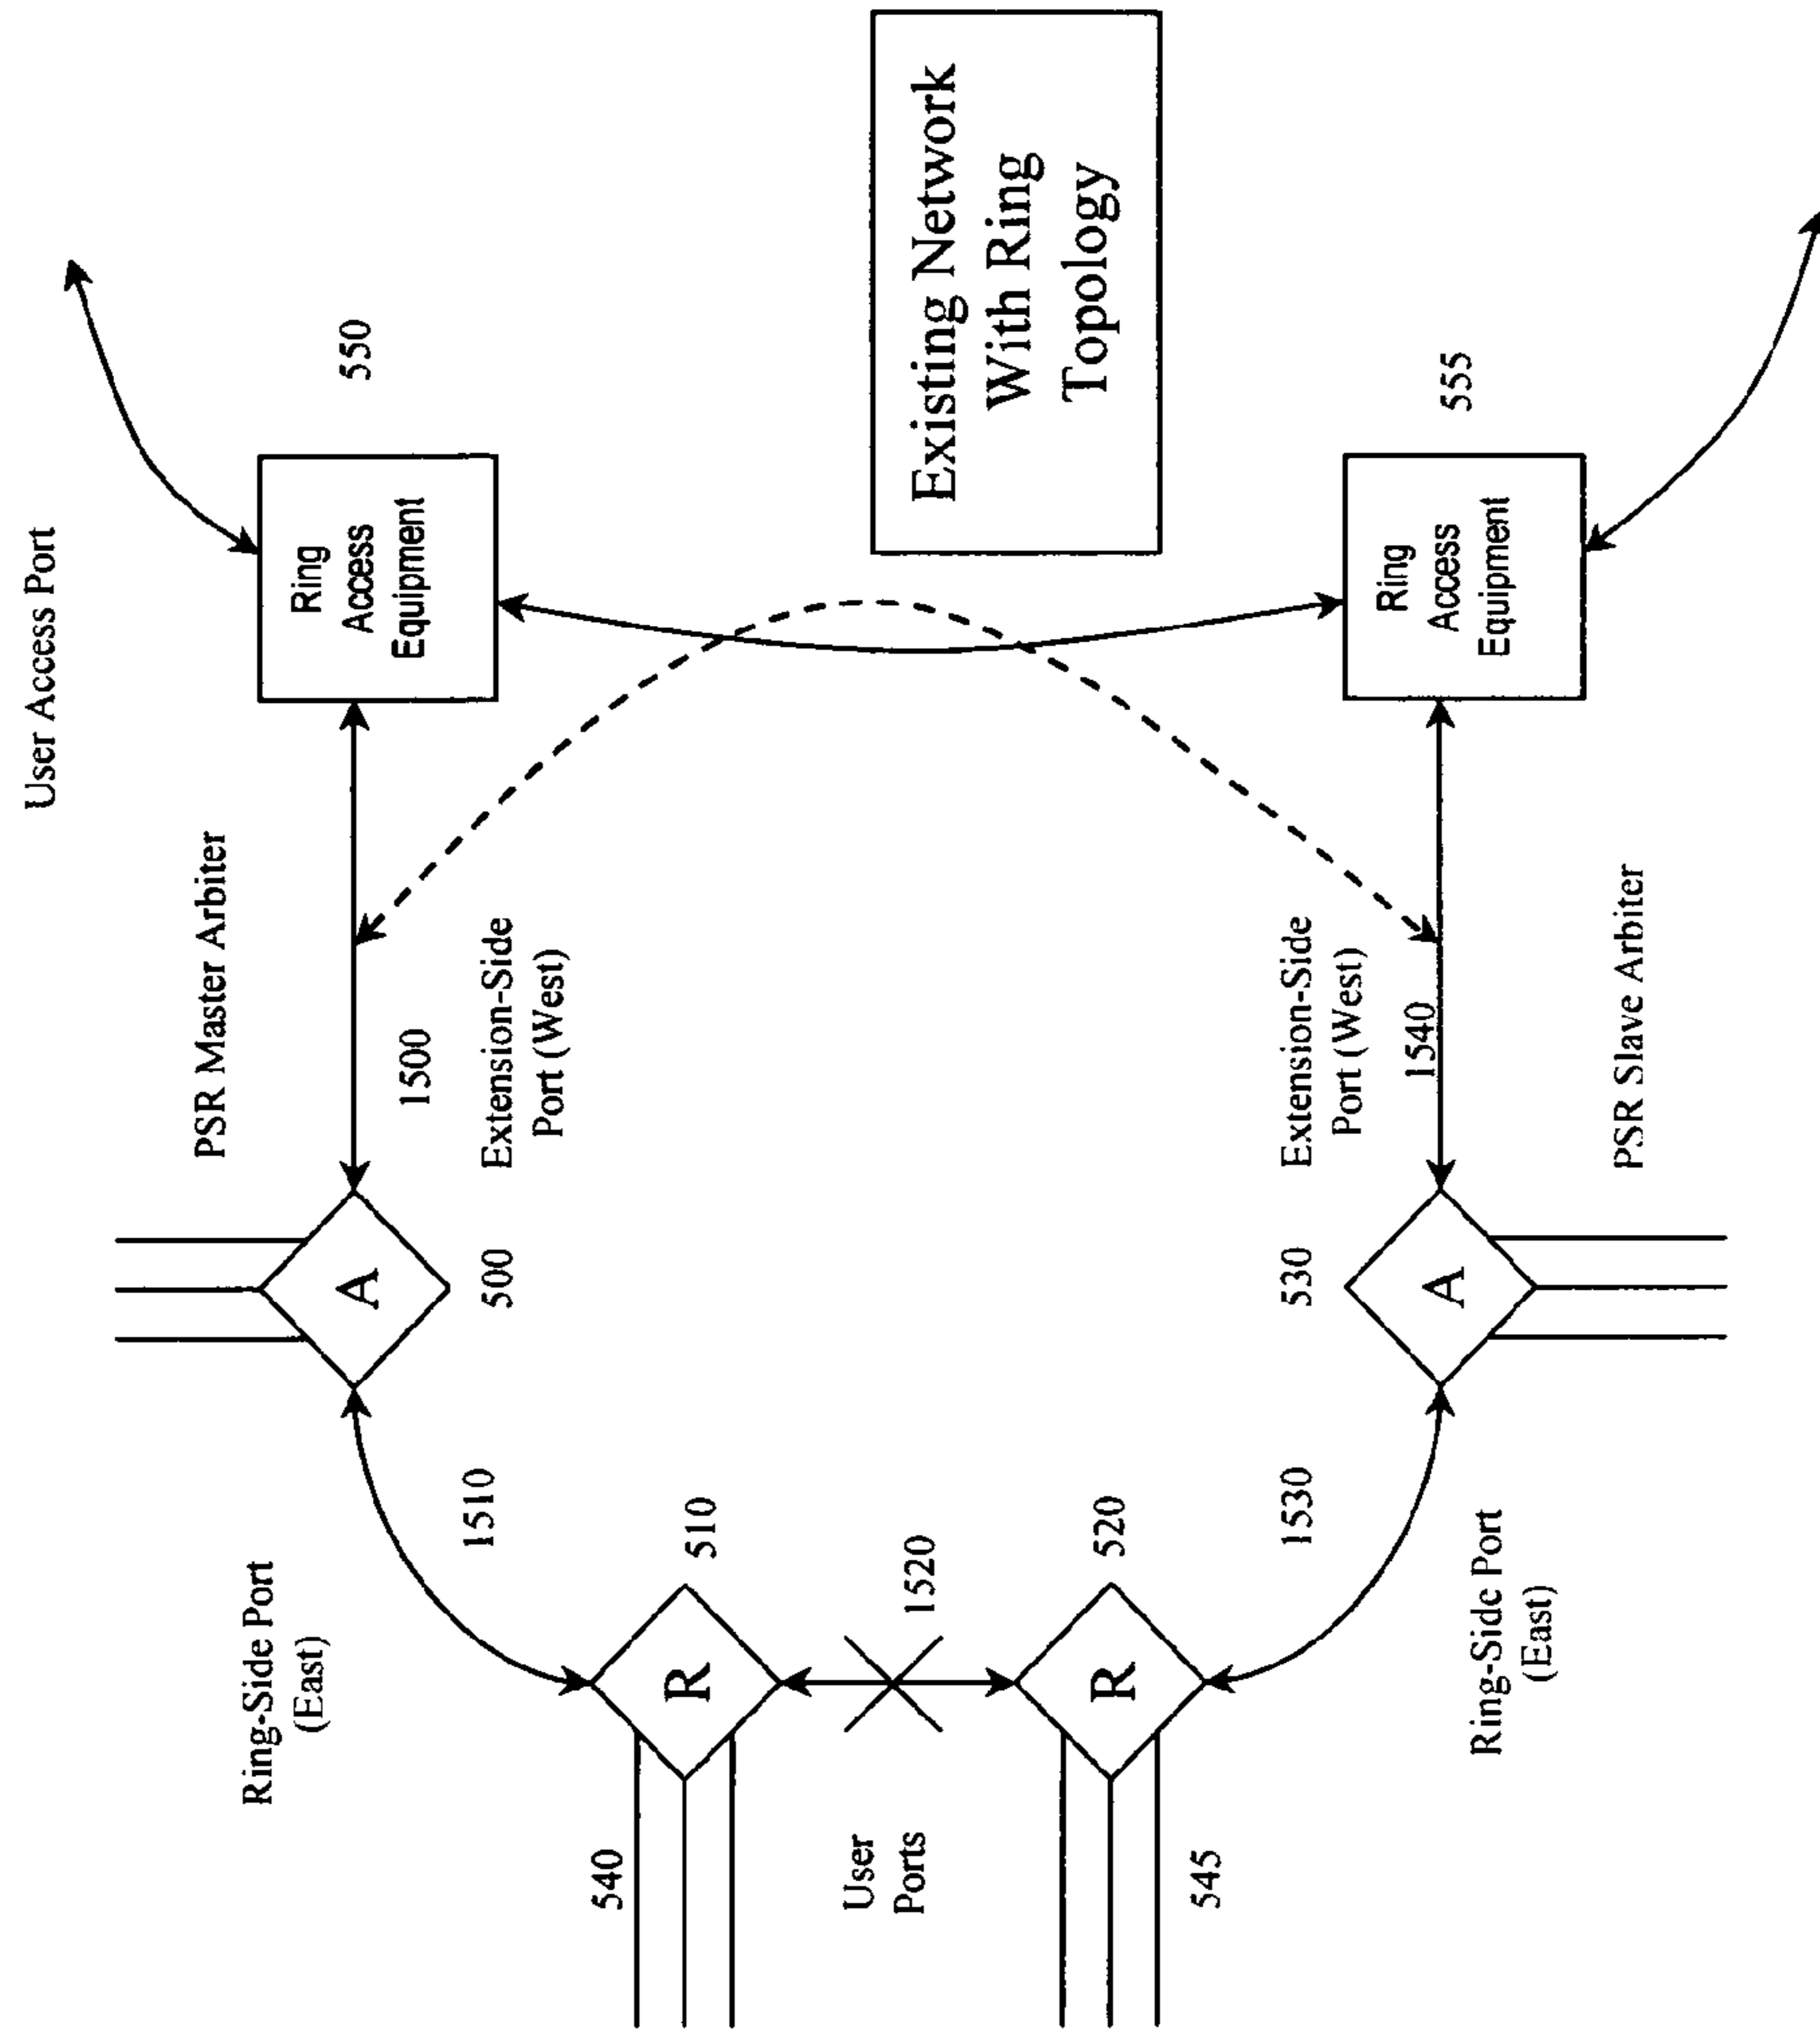 User Access Port
PSR Master Arbiter
Ring-Side Port
(East)
1510
A
500
1500
Extension-Side
Port (West)
Ring
Access
Equipment
550
540
R
510
User
Ports
1520
Existing Network
With Ring
Topology
545
R
520
1530
Ring-Side Port
(East)
530
A
Extension-Side
Port (West)
1540
PSR Slave Arbiter
Ring
Access
Equipment
555